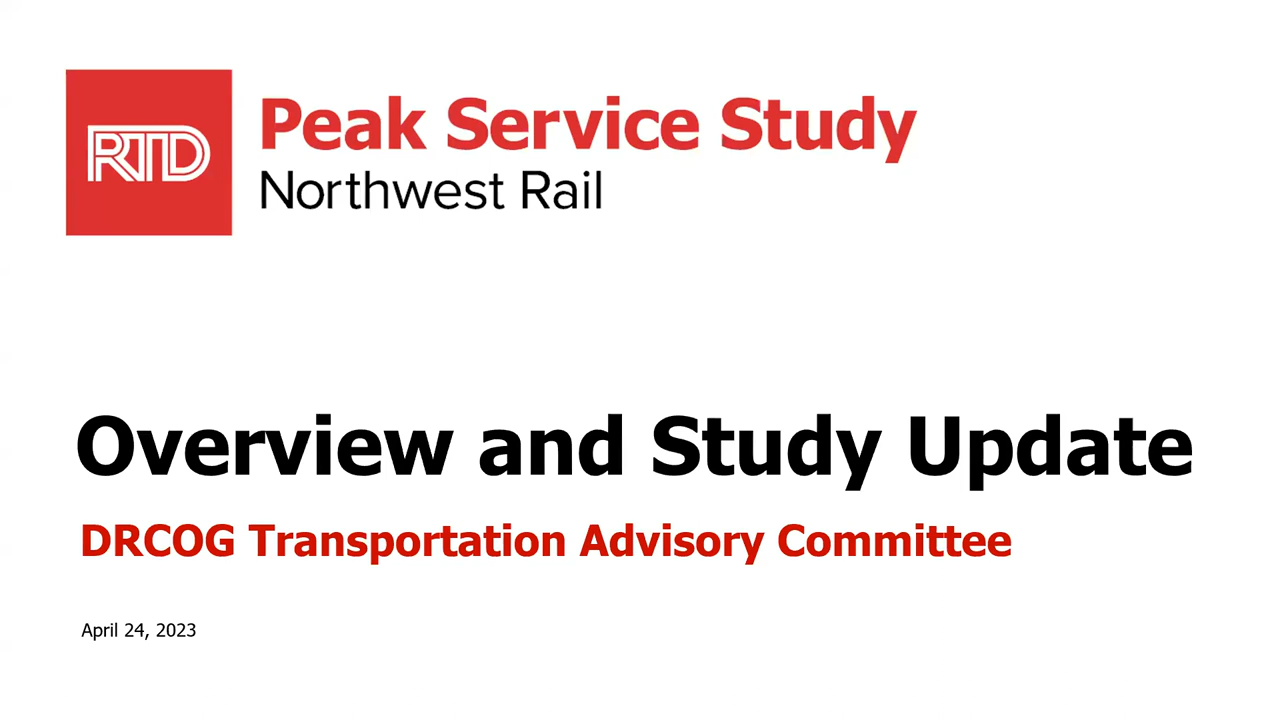 RTD
Peak Service Study
Northwest Rail
Overview and Study Update
DRCOG Transportation Advisory Committee
April 24, 2023